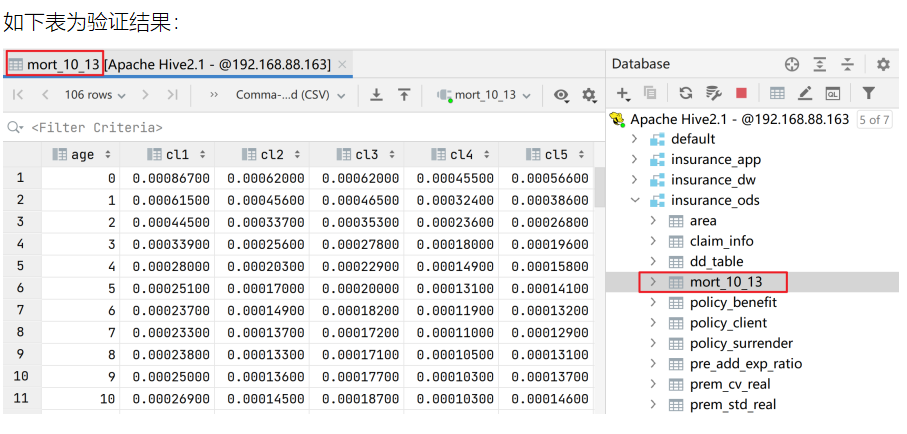 如下表为验证结果：
mort_10_13 [Apache Hive2.1 - @192.168.88.163]
106 rows
Comma-...d (CSV)
mort_10_13
<Filter Criteria>
age cl1 cl2 cl3 cl4 cl5
1 0 0.00086700 0.00062000 0.00062000 0.00045500 0.00056600
2 1 0.00061500 0.00045600 0.00046500 0.00032400 0.00038600
3 2 0.00044500 0.00033700 0.00035300 0.00023600 0.00026800
4 3 0.00033900 0.00025600 0.00027800 0.00018000 0.00019600
5 4 0.00028000 0.00020300 0.00022900 0.00014900 0.00015800
6 5 0.00025100 0.00017000 0.00020000 0.00013100 0.00014100
7 6 0.00023700 0.00014900 0.00018200 0.00011900 0.00013200
8 7 0.00023300 0.00013700 0.00017200 0.00011000 0.00012900
9 8 0.00023800 0.00013300 0.00017100 0.00010500 0.00013100
10 9 0.00025000 0.00013600 0.00017700 0.00010300 0.00013700
11 10 0.00026900 0.00014500 0.00018700 0.00010300 0.00014600
Database
QL
Apache Hive2.1 - @192.168.88.163 5 of 7
default
insurance_app
insurance_dw
insurance_ods
area
claim_info
dd_table
mort_10_13
policy_benefit
policy_client
policy_surrender
pre_add_exp_ratio
prem_cv_real
prem_std_real